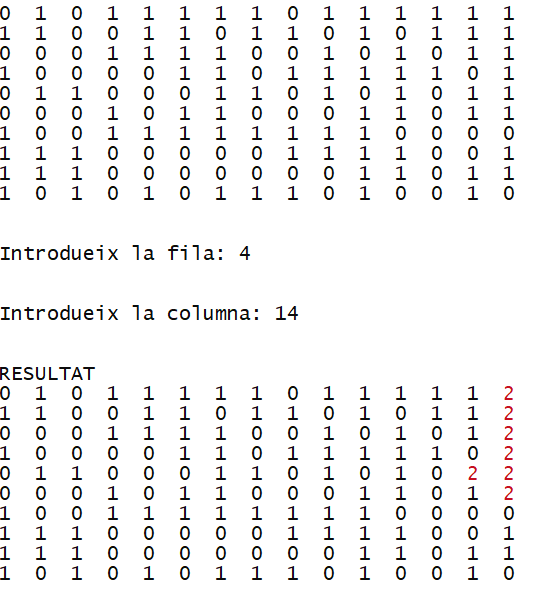 0 1 0 1 1 1 1 1 0 1 1 1 1 1 1
1 1 0 0 1 1 0 1 1 0 1 0 1 1 1
0 0 0 1 1 1 1 0 0 1 0 1 0 1 1
1 0 0 0 0 1 1 0 1 1 1 1 1 0 1
0 1 1 0 0 0 1 1 0 1 0 1 0 1 1
0 0 0 1 0 1 1 0 0 0 1 1 0 1 1
1 0 0 1 1 1 1 1 1 1 1 0 0 0 0
1 1 1 0 0 0 0 0 1 1 1 1 0 0 1
1 1 1 0 0 0 0 0 0 0 1 1 0 1 1
1 0 1 0 1 0 1 1 1 0 1 0 0 1 0
Introdueix la fila: 4
Introdueix la columna: 14
RESULTAT
0 1 0 1 1 1 1 1 0 1 1 1 1 1 2
1 1 0 0 1 1 0 1 1 0 1 0 1 1 2
0 0 0 1 1 1 1 0 0 1 0 1 0 1 2
1 0 0 0 0 1 1 0 1 1 1 1 1 0 2
0 1 1 0 0 0 1 1 0 1 0 1 0 2 2
0 0 0 1 0 1 1 0 0 0 1 1 0 1 2
1 0 0 1 1 1 1 1 1 1 1 0 0 0 0
1 1 1 0 0 0 0 0 1 1 1 1 0 0 1
1 1 1 0 0 0 0 0 0 0 1 1 0 1 1
1 0 1 0 1 0 1 1 1 0 1 0 0 1 0